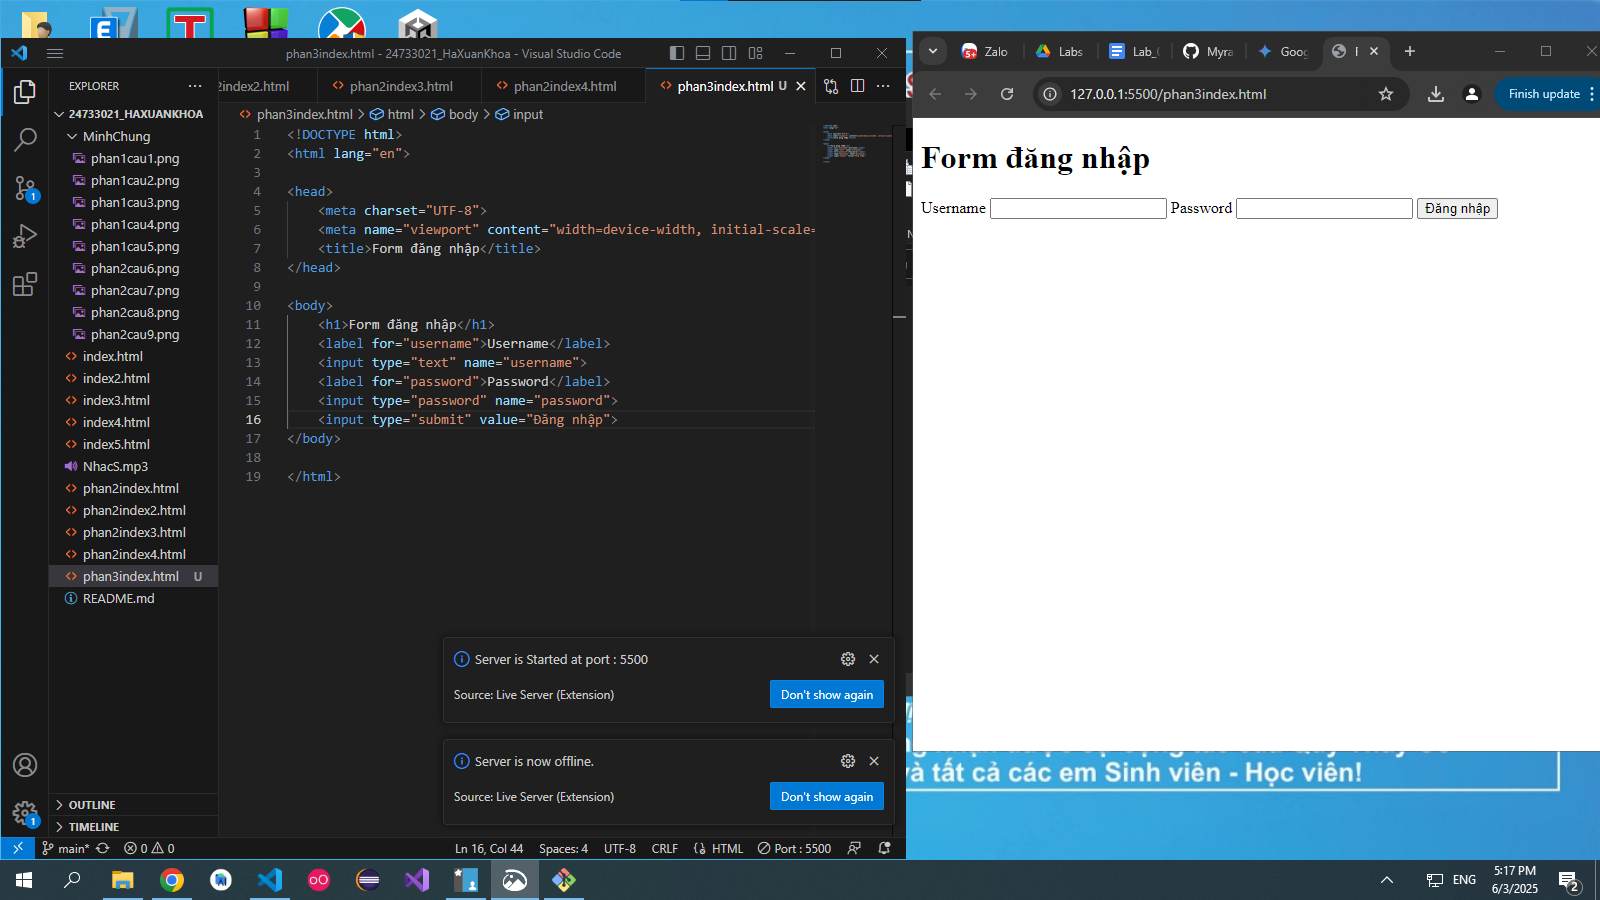 phan3index.html - 24733021_HaXuanKhoa - Visual Studio Code
EXPLORER
24733021_HAXUANKHOA
MinhChung
phan1cau1.png
phan1cau2.png
phan1cau3.png
phan1cau4.png
phan1cau5.png
phan2cau6.png
phan2cau7.png
phan2cau8.png
phan2cau9.png
index.html
index2.html
index3.html
index4.html
index5.html
NhacS.mp3
phan2index.html
phan2index2.html
phan2index3.html
phan2index4.html
phan3index.html U
README.md
OUTLINE
TIMELINE
2index2.html
phan2index3.html
phan2index4.html
phan3index.html U
phan3index.html > html > body > input
1 <!DOCTYPE html>
2 <html lang="en">
3
4 <head>
5 <meta charset="UTF-8">
6 <meta name="viewport" content="width=device-width, initial-scale=
7 <title>Form đăng nhập</title>
8 </head>
9
10 <body>
11 <h1>Form đăng nhập</h1>
12 <label for="username">Username</label>
13 <input type="text" name="username">
14 <label for="password">Password</label>
15 <input type="password" name="password">
16 <input type="submit" value="Đăng nhập">
17 </body>
18
19 </html>
Server is Started at port : 5500
Source: Live Server (Extension)
Don't show again
Server is now offline.
Source: Live Server (Extension)
Don't show again
main*
0 0
Ln 16, Col 44
Spaces: 4
UTF-8
CRLF
HTML
Port : 5500
Zalo
Labs
Lab_
Myra
Goog
127.0.0.1:5500/phan3index.html
Finish update
Form đăng nhập
Username Password Đăng nhập
và tất cả các em Sinh viên - Học viên!
ENG
5:17 PM
6/3/2025
2